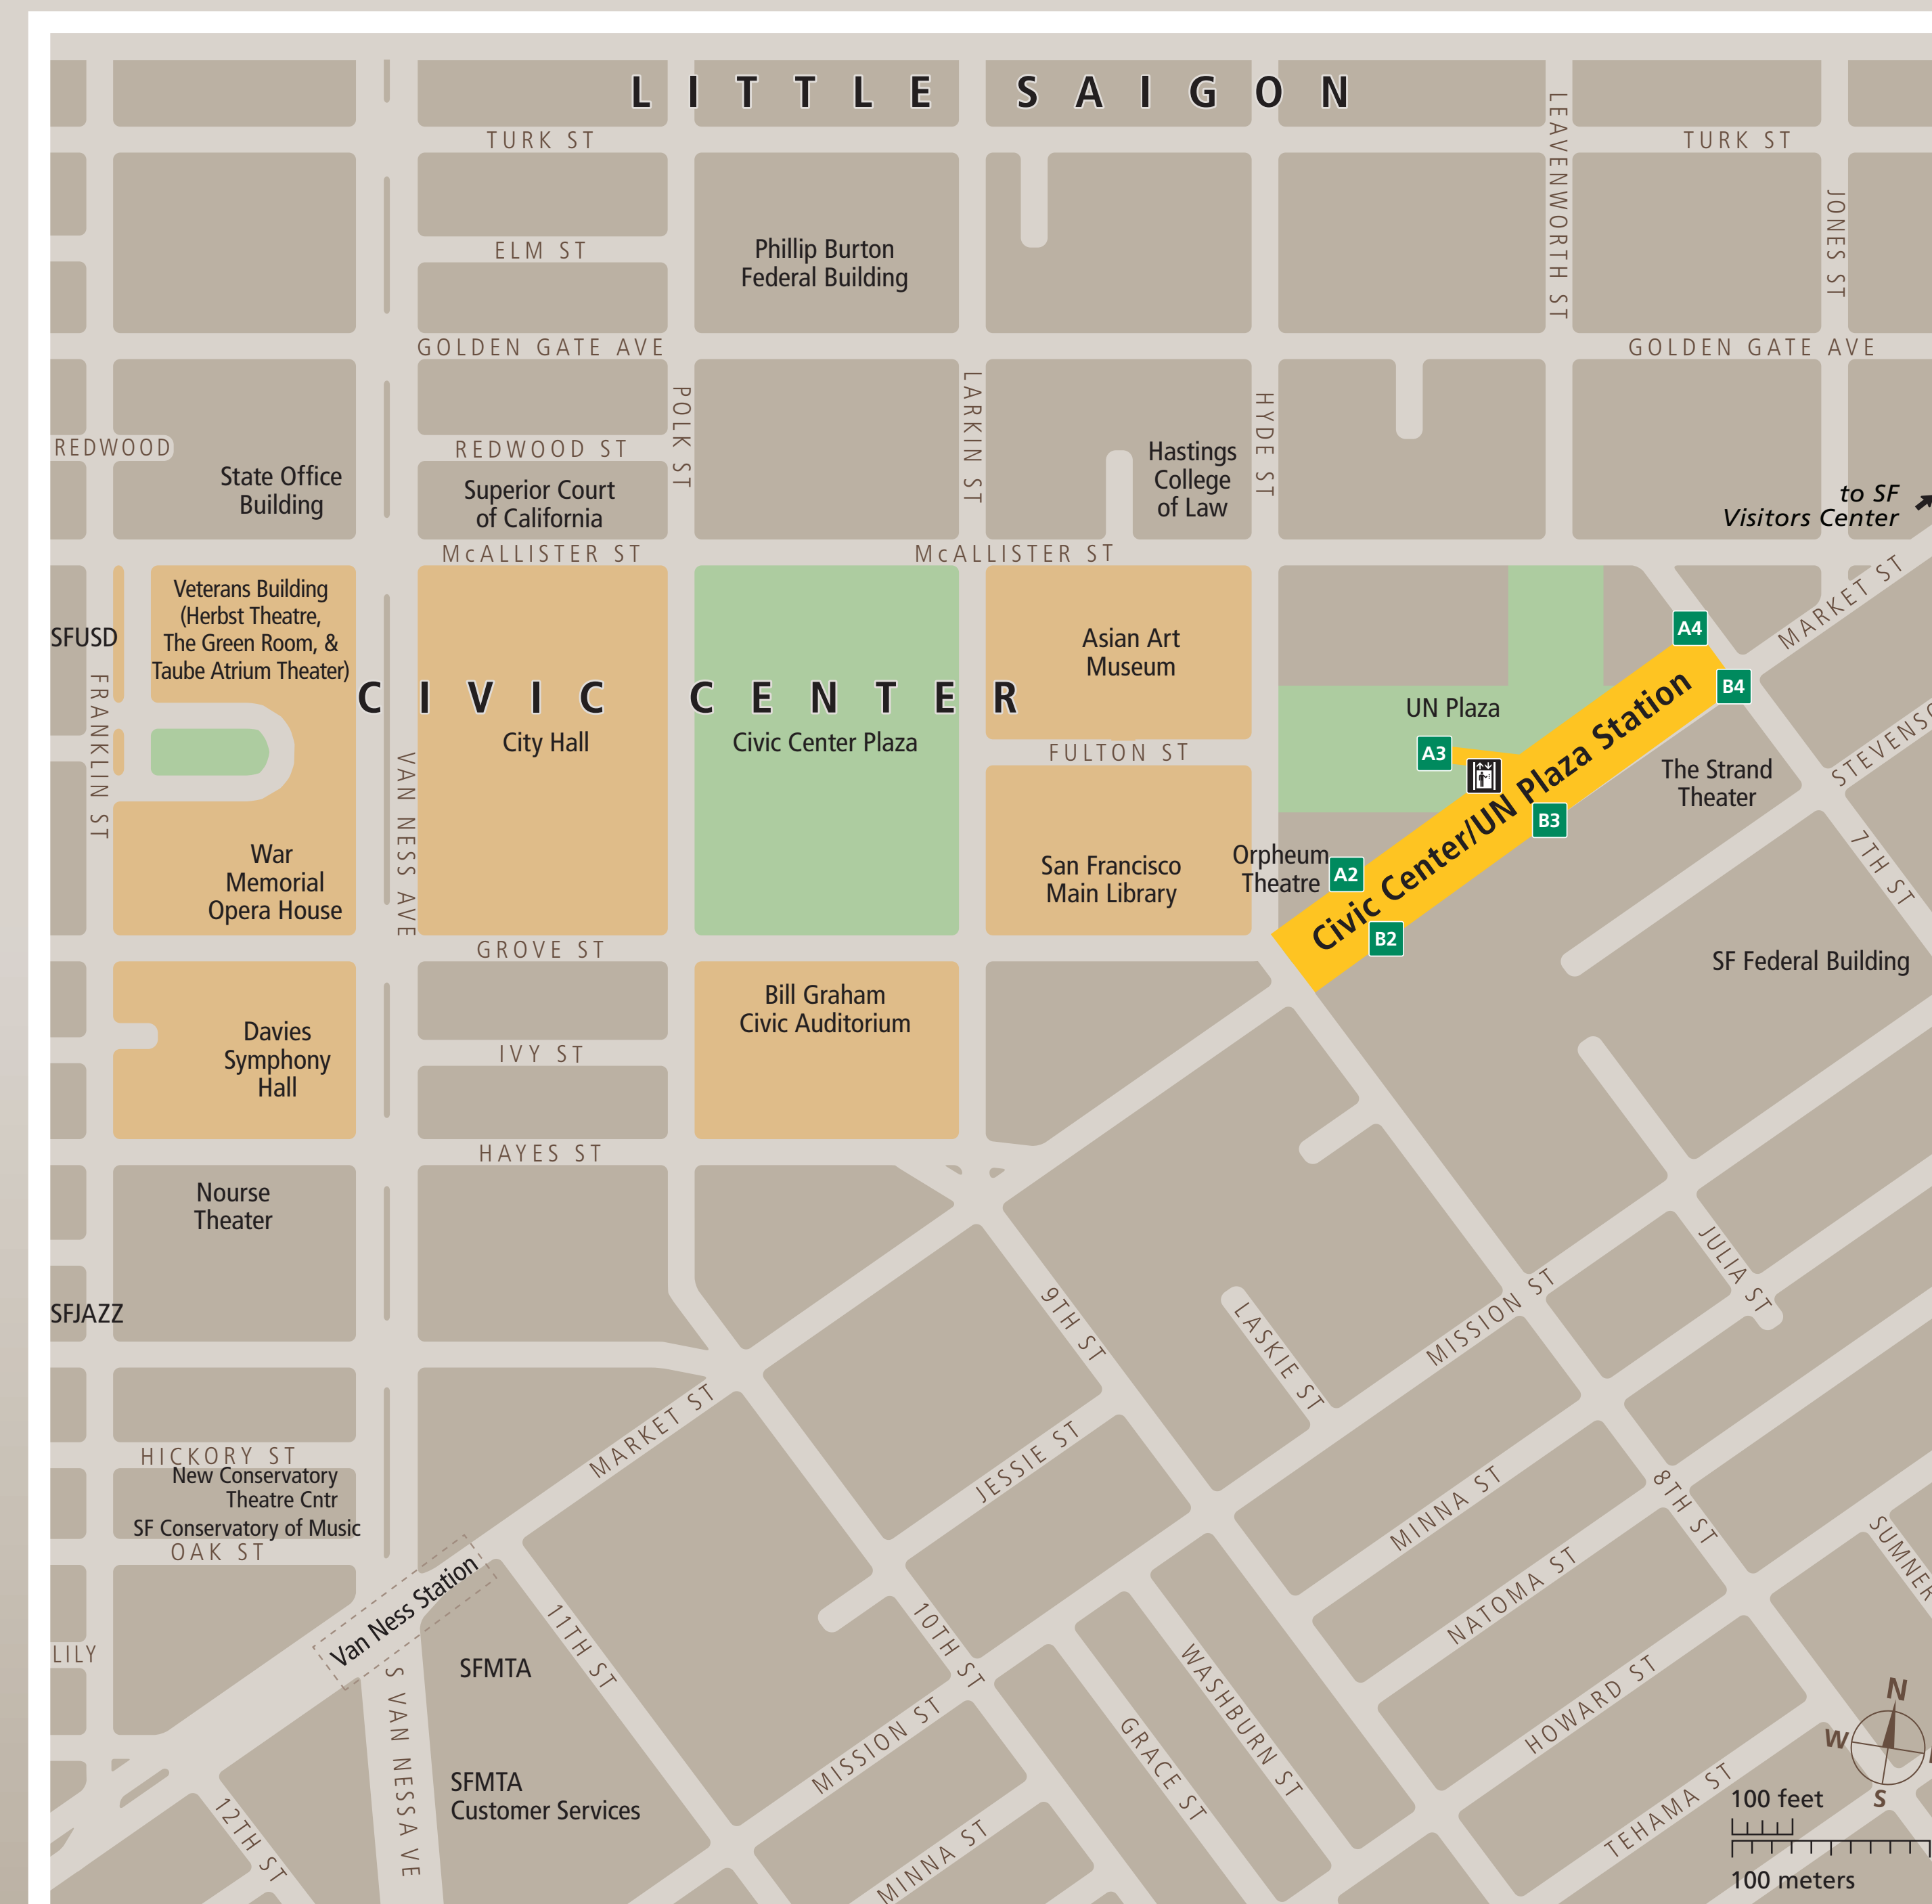 LITTLE SAIGON
TURK ST
TURK ST
LEAVENWORTH ST
JONES ST
ELM ST
Phillip Burton
Federal Building
GOLDEN GATE AVE
GOLDEN GATE AVE
POLK ST
LARKIN ST
HYDE ST
REDWOOD
REDWOOD ST
State Office
Building
Superior Court
of California
Hastings
College
of Law
to SF
Visitors Center
McALLISTER ST
McALLISTER ST
MARKET ST
Veterans Building
(Herbst Theatre,
The Green Room, &
Taube Atrium Theater)
SFUSD
FRANKLIN ST
CIVIC CENTER
City Hall
Civic Center Plaza
Asian Art
Museum
FULTON ST
UN Plaza
A4
B4
A3
B3
A2
B2
Civic Center/UN Plaza Station
The Strand
Theater
7TH ST
VAN NESS AVE
War
Memorial
Opera House
San Francisco
Main Library
Orpheum
Theatre
GROVE ST
SF Federal Building
Davies
Symphony
Hall
Bill Graham
Civic Auditorium
IVY ST
HAYES ST
Nourse
Theater
SFJAZZ
9TH ST
LASKIE ST
MISSION ST
JULIA ST
MARKET ST
JESSIE ST
HICKORY ST
New Conservatory
Theatre Cntr
SF Conservatory of Music
OAK ST
MINNA ST
8TH ST
NATOMA ST
SUMNER
Van Ness Station
LILY
11TH ST
10TH ST
SFMTA
S VAN NESSA VE
WASHBURN ST
GRACE ST
HOWARD ST
MISSION ST
SFMTA
Customer Services
12TH ST
MINNA ST
TEHAMA ST
N
W
S
100 feet
100 meters